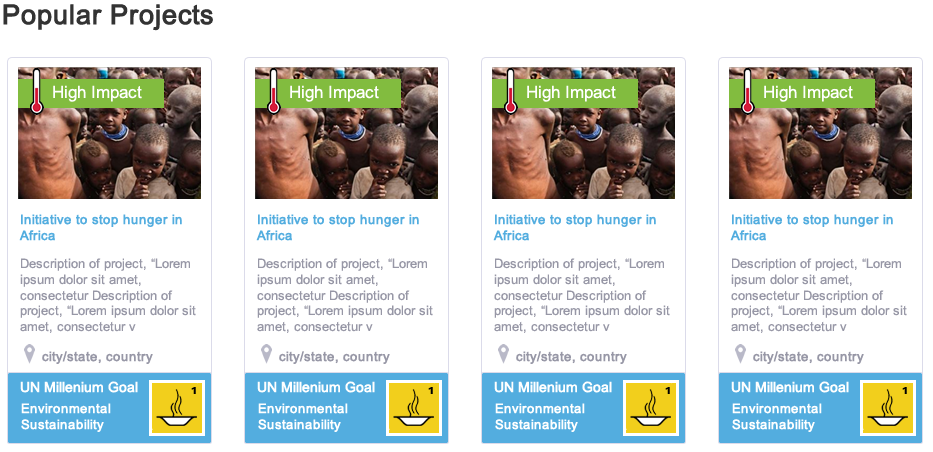 Popular Projects
High Impact
High Impact
High Impact
High Impact
Initiative to stop hunger in
Africa
Description of project, “Lorem
ipsum dolor sit amet,
consectetur Description of
project, “Lorem ipsum dolor sit
amet, consectetur v
city/state, country
UN Millenium Goal
Environmental
Sustainability
1
Initiative to stop hunger in
Africa
Description of project, “Lorem
ipsum dolor sit amet,
consectetur Description of
project, “Lorem ipsum dolor sit
amet, consectetur v
city/state, country
UN Millenium Goal
Environmental
Sustainability
1
Initiative to stop hunger in
Africa
Description of project, “Lorem
ipsum dolor sit amet,
consectetur Description of
project, “Lorem ipsum dolor sit
amet, consectetur v
city/state, country
UN Millenium Goal
Environmental
Sustainability
1
Initiative to stop hunger in
Africa
Description of project, “Lorem
ipsum dolor sit amet,
consectetur Description of
project, “Lorem ipsum dolor sit
amet, consectetur v
city/state, country
UN Millenium Goal
Environmental
Sustainability
1